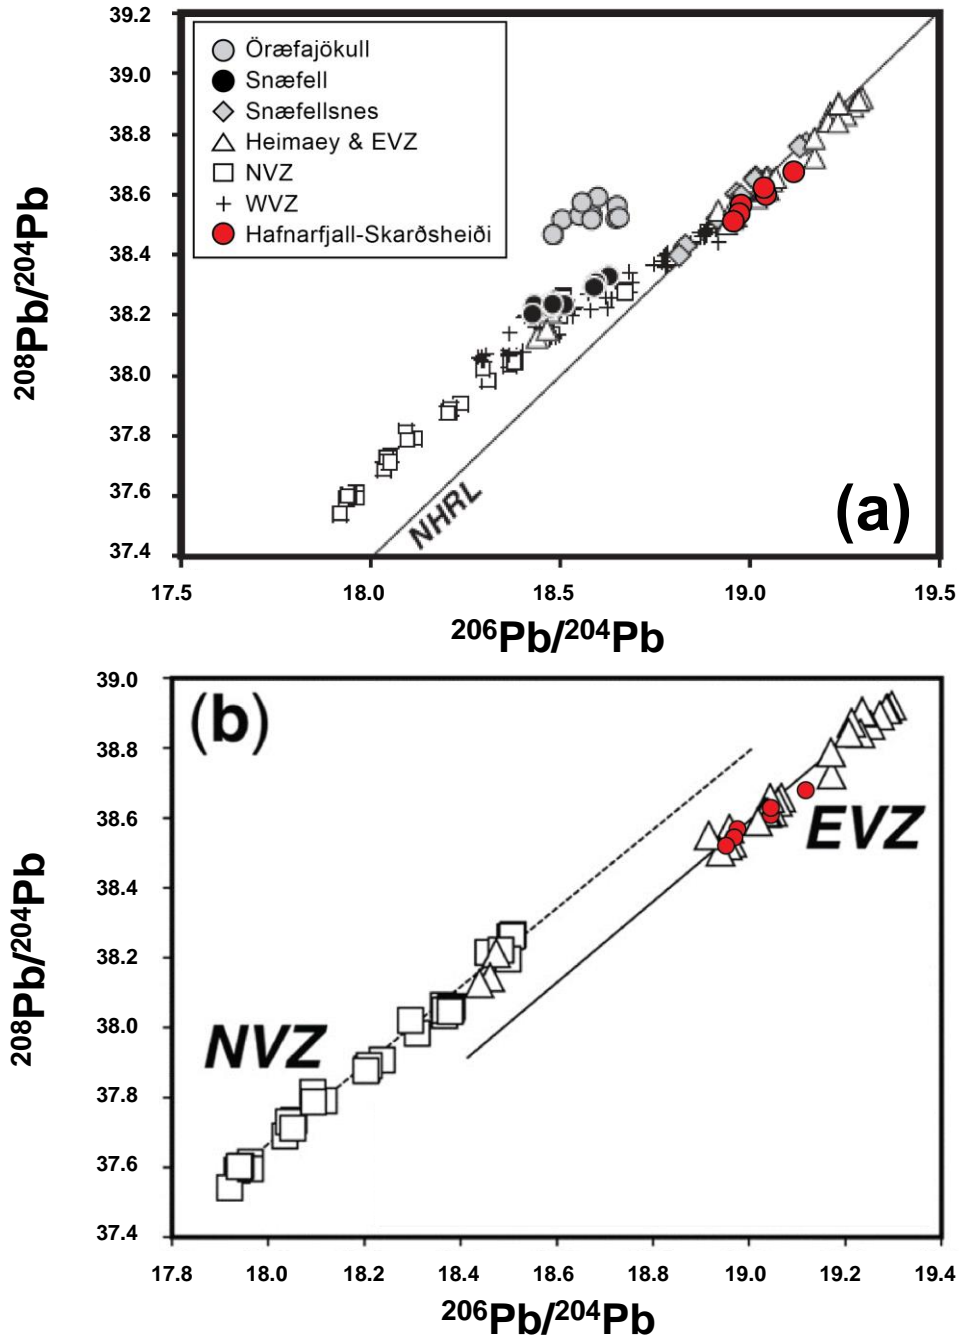 39.2
39.0
38.8
38.6
38.4
38.2
38.0
37.8
37.6
37.4
208Pb/204Pb
Öræfajökull
Snæfell
Snæfellsnes
Heimaey & EVZ
NVZ
WVZ
Hafnarfjall-Skarðsheiði
NHRL
(a)
17.5 18.0 18.5 19.0 19.5
206Pb/204Pb
39.0
38.8
38.6
38.4
38.2
38.0
37.8
37.6
37.4
208Pb/204Pb
(b)
EVZ
NVZ
17.8 18.0 18.2 18.4 18.6 18.8 19.0 19.2 19.4
206Pb/204Pb